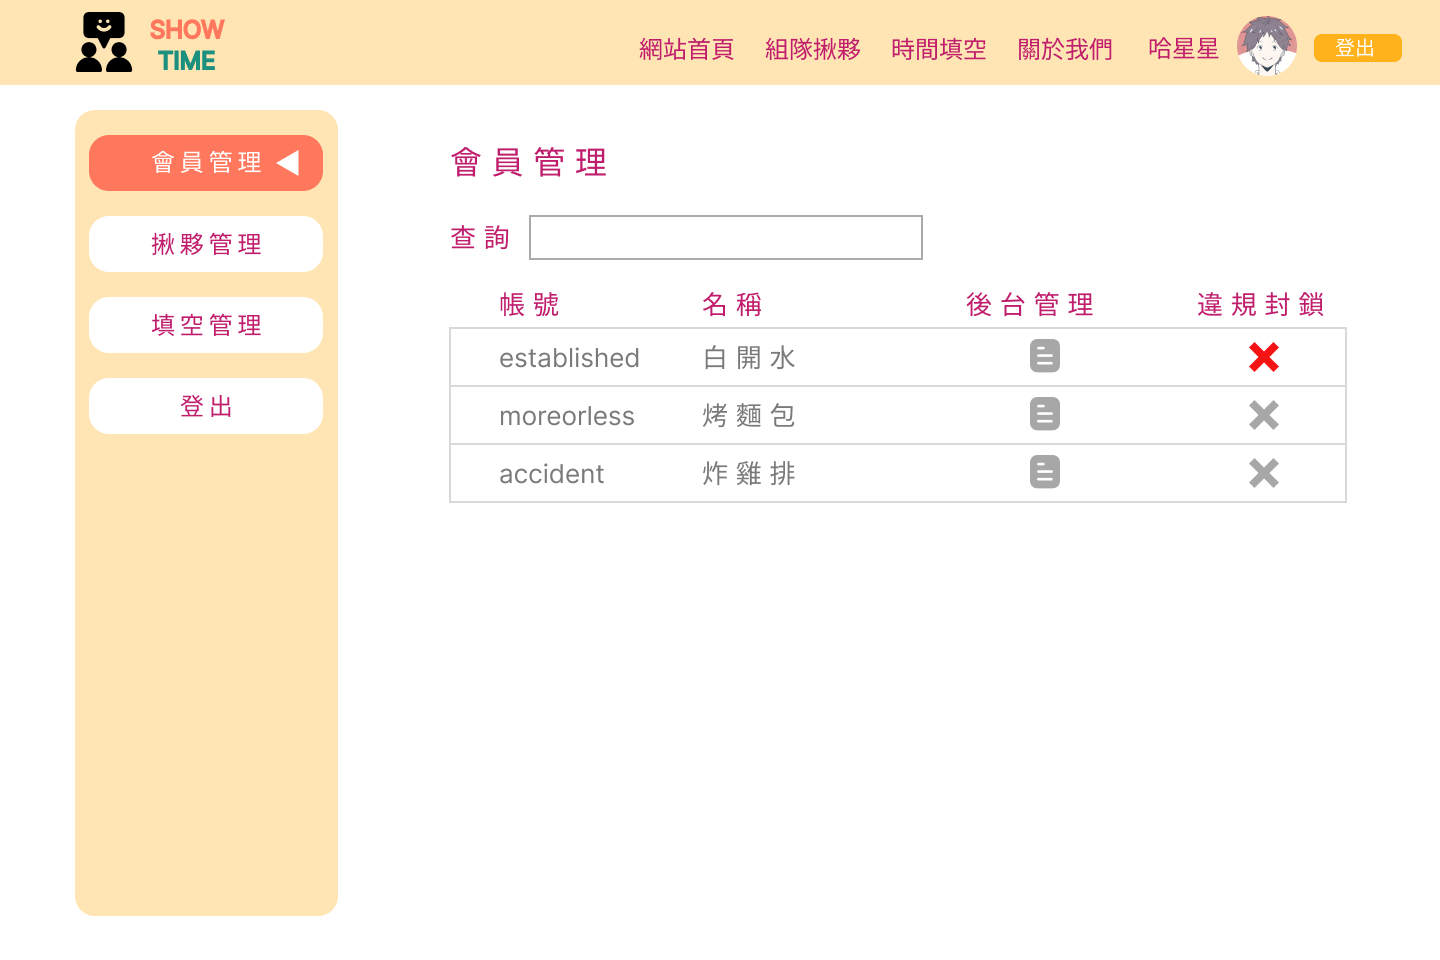 SHOW
TIME
網站首頁 組隊揪夥 時間填空 關於我們 哈星星 登出
會員管理
揪夥管理
填空管理
登出
會員管理
查詢
帳號 名稱 後台管理 違規封鎖
established 白開水
moreorless 烤麵包
accident 炸雞排